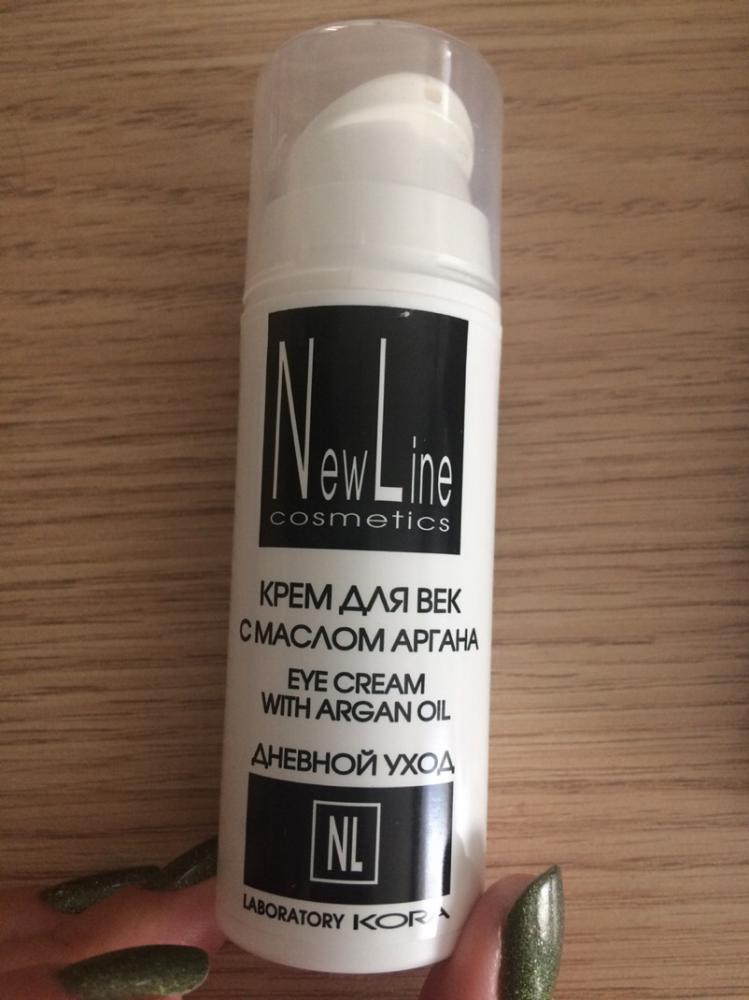 NewLine
cosmetics
КРЕМ ДЛЯ ВЕК
С МАСЛОМ АРГАНА
EYE CREAM
WITH ARGAN OIL
ДНЕВНОЙ УХОД
NL
LABORATORY KORA